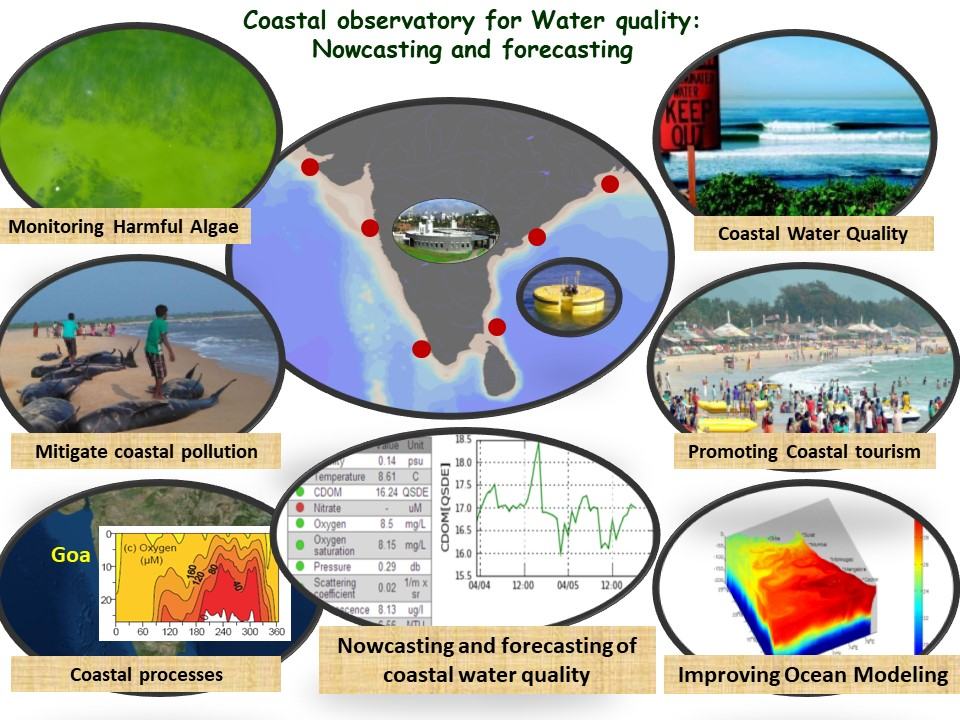 Coastal observatory for Water quality:
Nowcasting and forecasting
KEEP
OUT
WATER
Monitoring Harmful Algae
Coastal Water Quality
Mitigate coastal pollution
Promoting Coastal tourism
Goa
(c) Oxygen
(µM)
0
10
20
160
120
80
40
0 60 120 180 240 300 360
Coastal processes
Unit
0.14 psu
Temperature 8.61 C
CDOM 16.24 QSDE
Nitrate - uM
Oxygen 8.5 mg/L
Oxygen
saturation 8.15 mg/L
Pressure 0.29 db
Scattering
coefficient 0.02 1/m x
sr
8.13 ug/l
CDOM[QSDE]
18.5
18.0
17.5
17.0
16.5
16.0
15.5
04/04 12:00 04/05 12:00
Nowcasting and forecasting of
coastal water quality
Improving Ocean Modeling